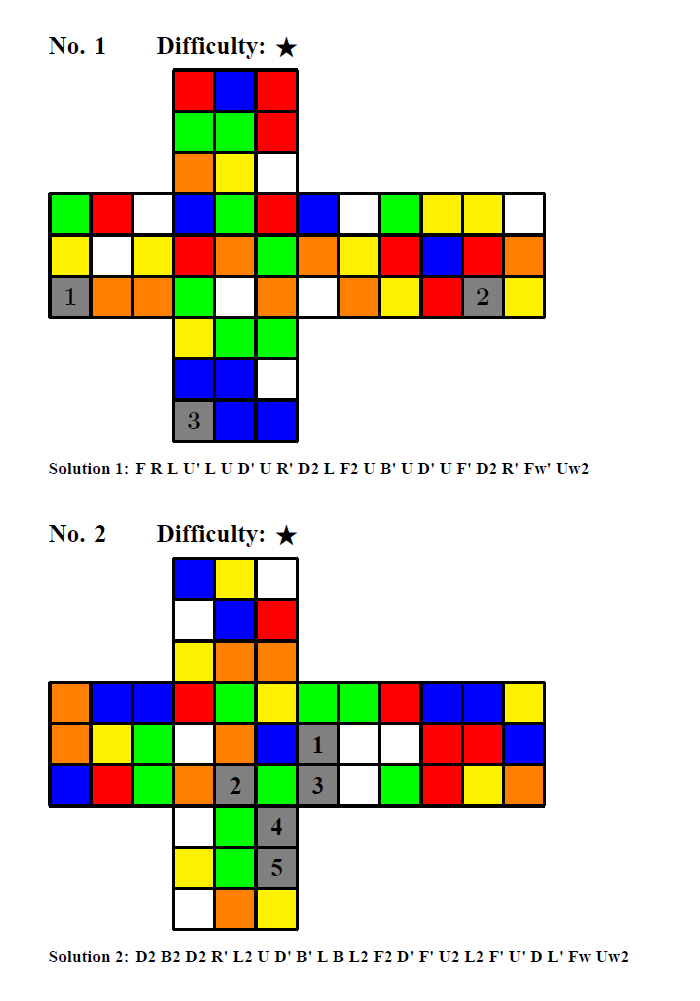 No. 1 Difficulty: ★
1 2
3
Solution 1: F R L U' L U D' U R' D2 L F2 U B' U D' U F' D2 R' Fw' Uw2
No. 2 Difficulty: ★
1
2 3
4
5
Solution 2: D2 B2 D2 R' L2 U D' B' L B L2 F2 D' F' U2 L2 F' U' D L' Fw Uw2